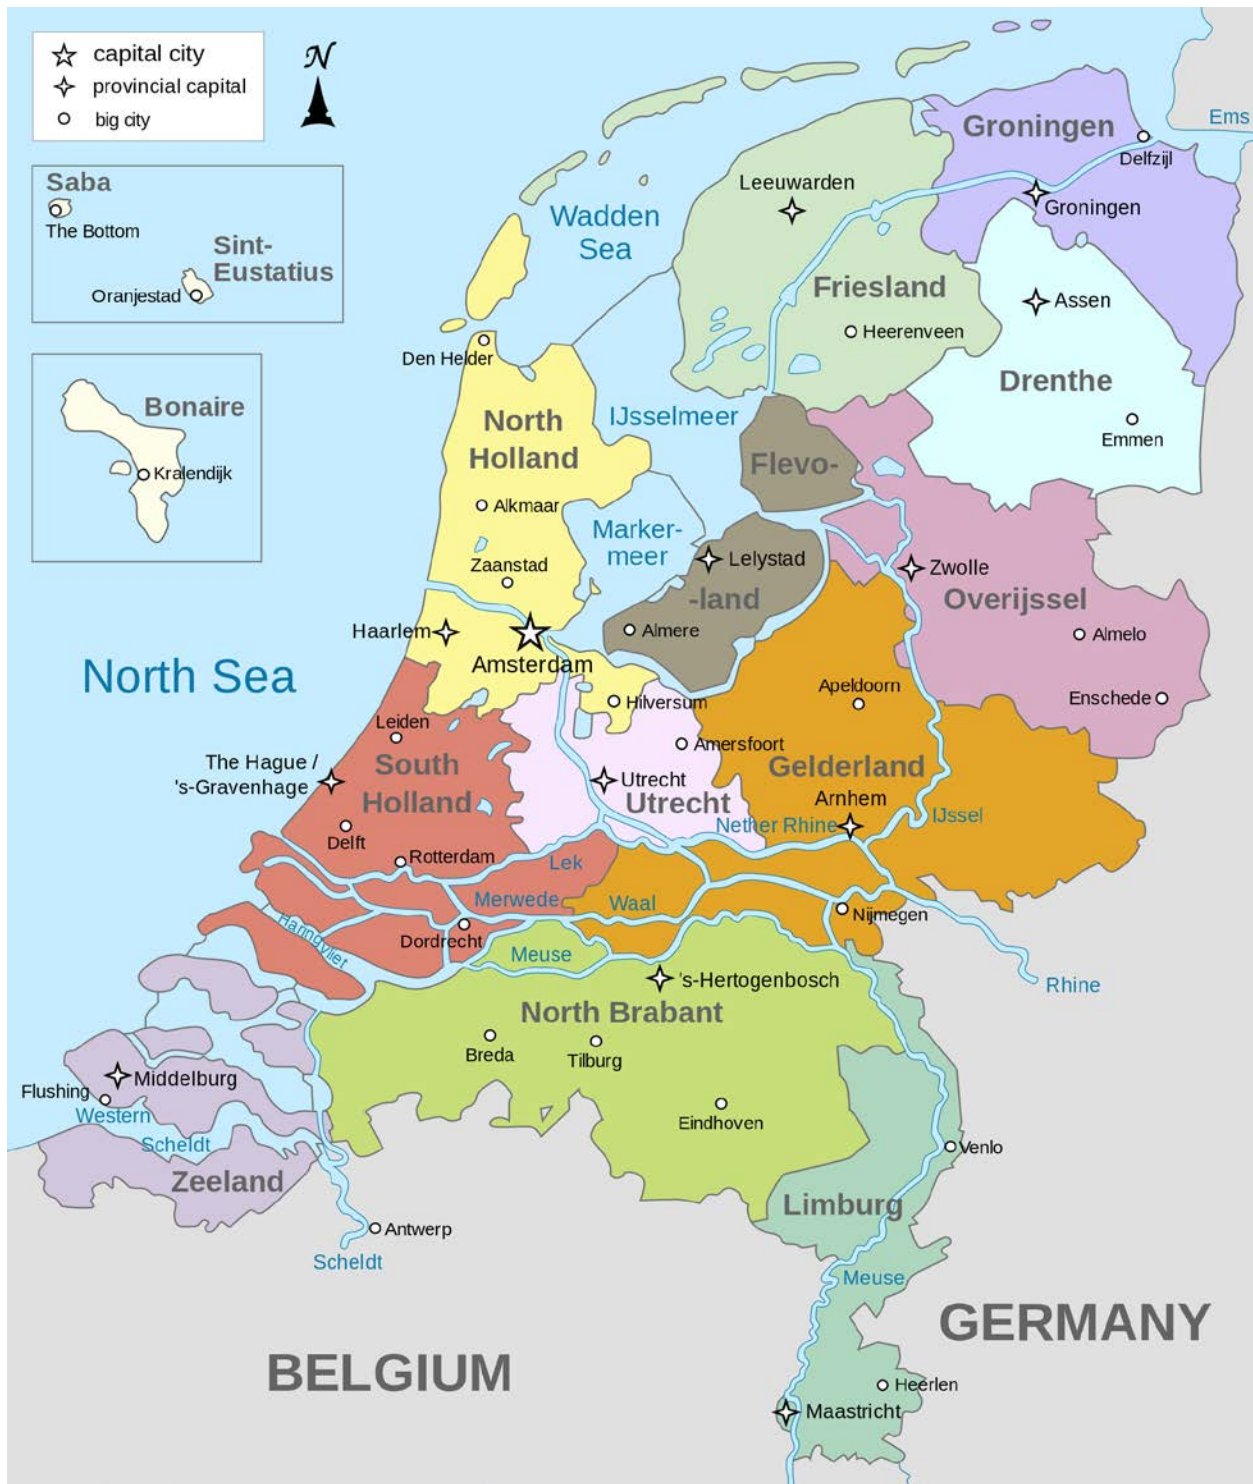 capital city
provincial capital
big city
N
Saba
The Bottom
Sint-
Eustatius
Oranjestad
Bonaire
Kralendijk
Groningen
Ems
Delfzijl
Leeuwarden
Groningen
Wadden
Sea
Friesland
Assen
Heerenveen
Den Helder
Drenthe
North
Holland
IJsselmeer
Emmen
Flevo-
Alkmaar
Marker-
meer
Zaanstad
Lelystad
Zwolle
-land
Overijssel
Haarlem
Almere
Almelo
Amsterdam
North Sea
Apeldoorn
Enschede
Hilversum
Leiden
Amersfoort
The Hague /
's-Gravenhage
South
Holland
Utrecht
Utrecht
Gelderland
Arnhem
Nether Rhine
IJssel
Delft
Rotterdam
Lek
Merwede
Waal
Nijmegen
Haringvliet
Dordrecht
Meuse
's-Hertogenbosch
Rhine
North Brabant
Breda
Tilburg
Middelburg
Flushing
Western
Scheldt
Eindhoven
Venlo
Zeeland
Limburg
Antwerp
Scheldt
Meuse
GERMANY
BELGIUM
Heerlen
Maastricht